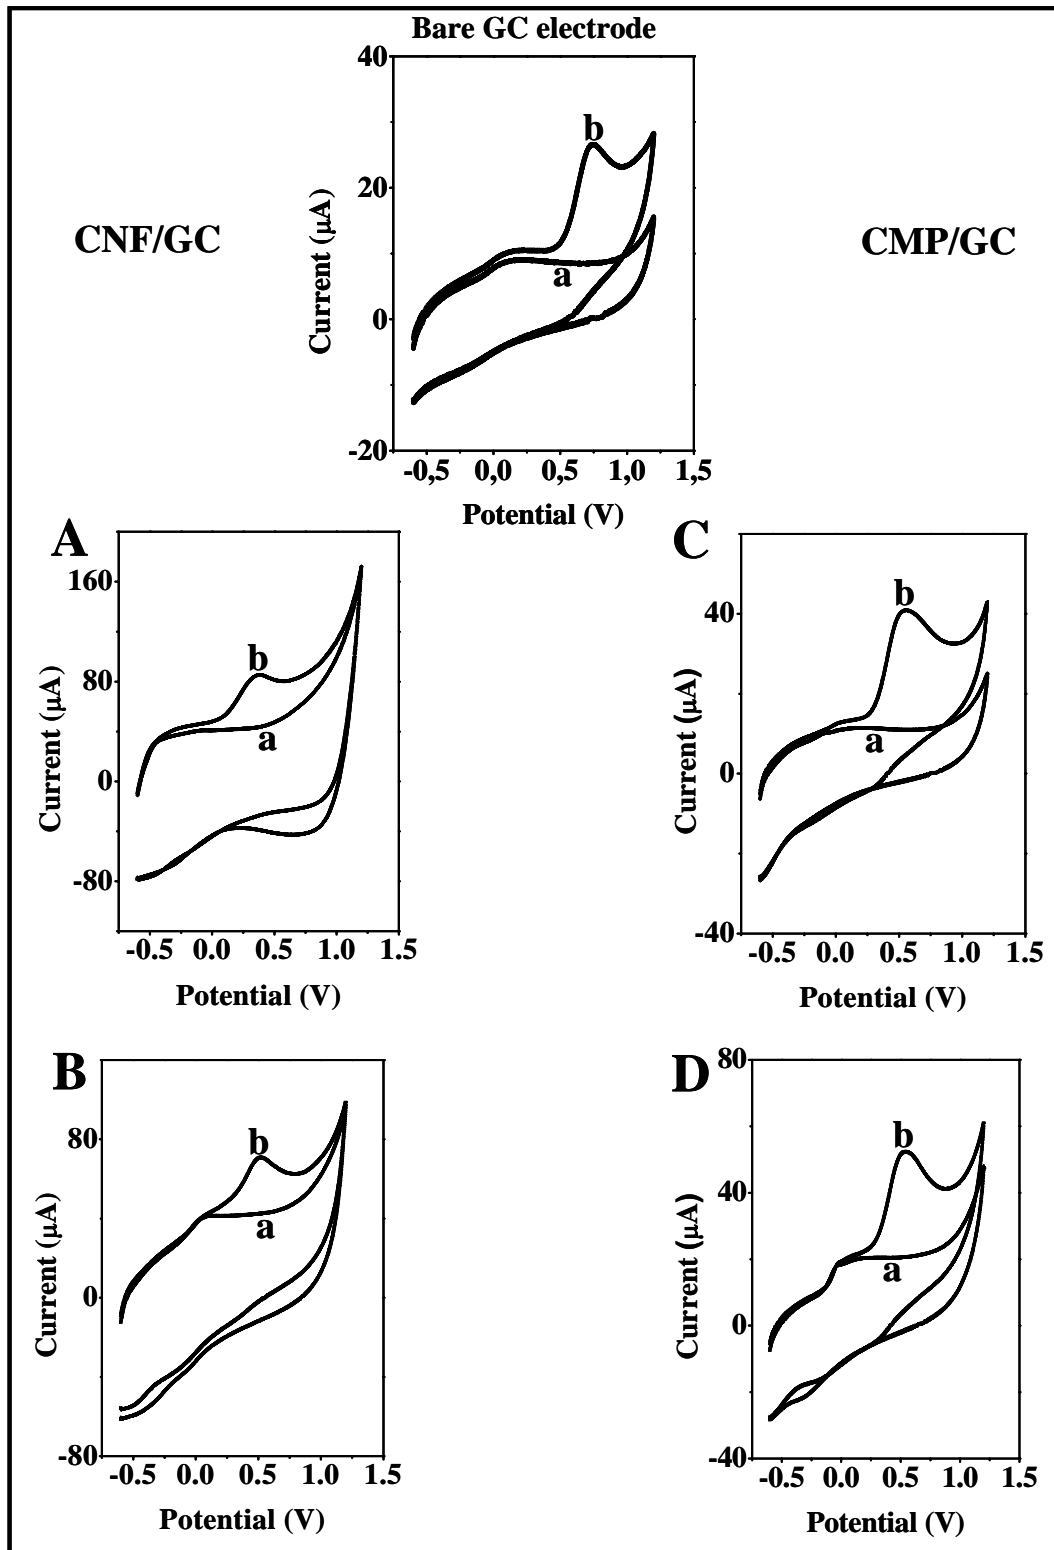 Bare GC electrode
40
20
0
-20
Current (µA)
b
a
-0,5 0,0 0,5 1,0 1,5
Potential (V)
CNF/GC
CMP/GC
A
160
80
0
-80
Current (µA)
b
a
-0.5 0.0 0.5 1.0 1.5
Potential (V)
C
40
0
-40
Current (µA)
b
a
-0.5 0.0 0.5 1.0 1.5
Potential (V)
B
80
0
-80
Current (µA)
b
a
-0.5 0.0 0.5 1.0 1.5
Potential (V)
D
80
40
0
-40
Current (µA)
b
a
-0.5 0.0 0.5 1.0 1.5
Potential (V)